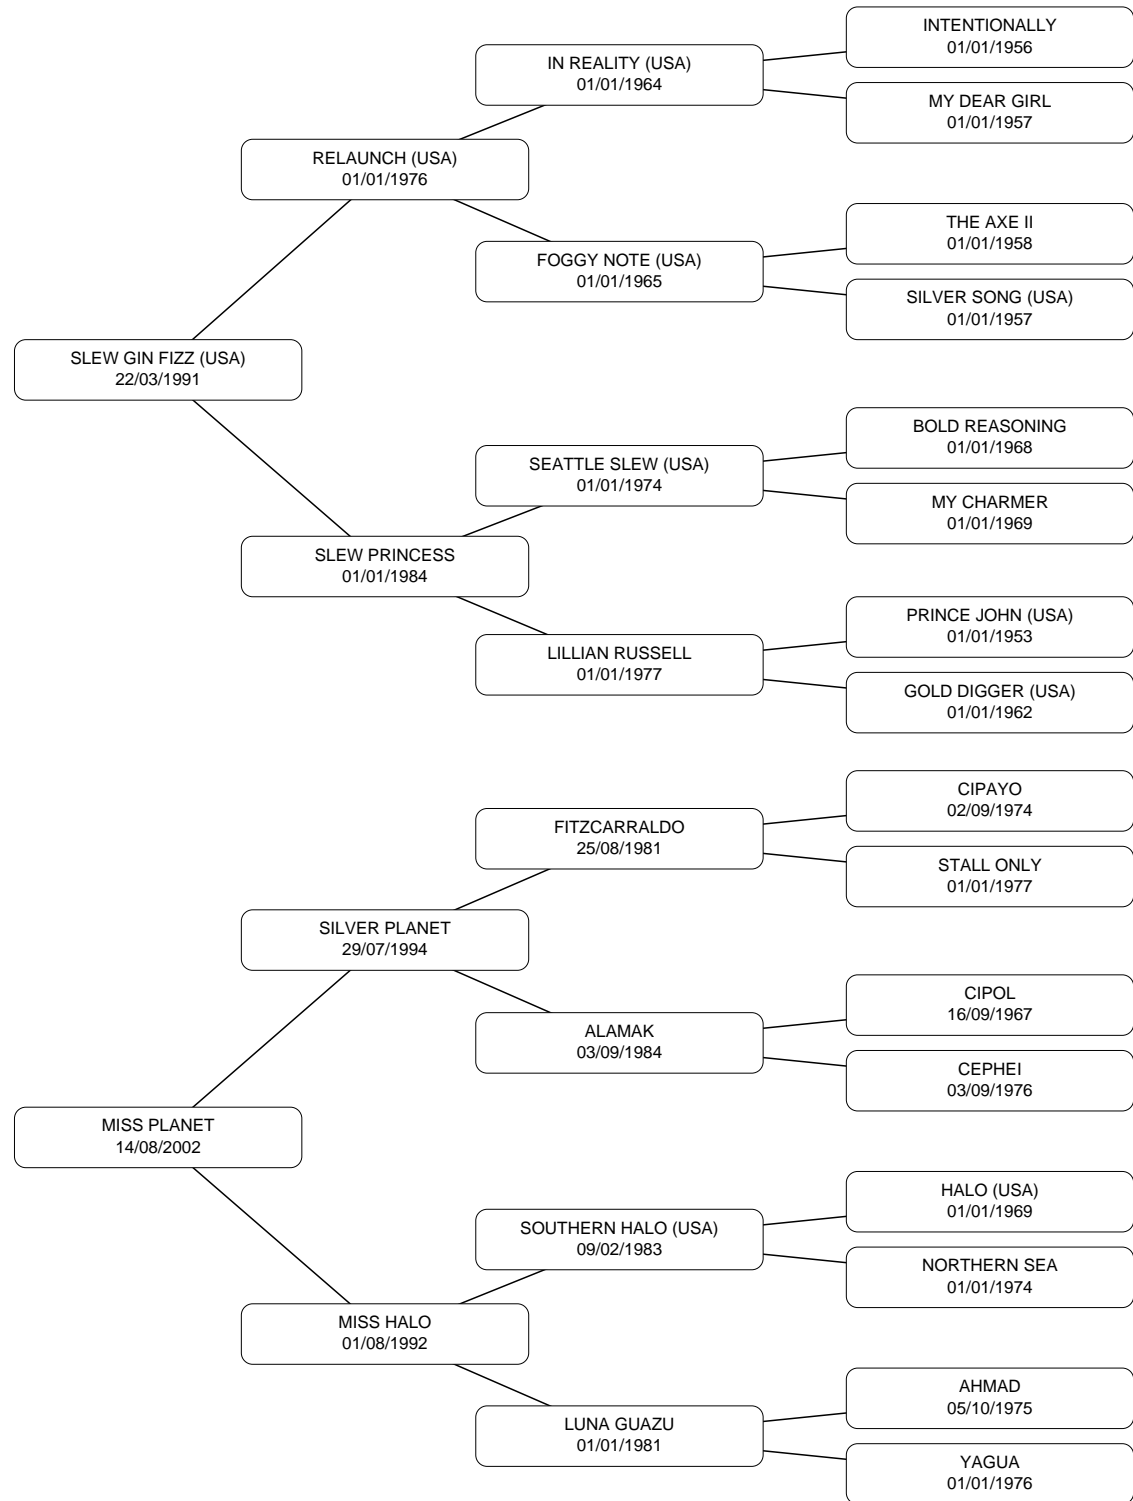 INTENTIONALLY
01/01/1956
IN REALITY (USA)
01/01/1964
MY DEAR GIRL
01/01/1957
RELAUNCH (USA)
01/01/1976
THE AXE II
01/01/1958
FOGGY NOTE (USA)
01/01/1965
SILVER SONG (USA)
01/01/1957
SLEW GIN FIZZ (USA)
22/03/1991
BOLD REASONING
01/01/1968
SEATTLE SLEW (USA)
01/01/1974
MY CHARMER
01/01/1969
SLEW PRINCESS
01/01/1984
PRINCE JOHN (USA)
01/01/1953
LILLIAN RUSSELL
01/01/1977
GOLD DIGGER (USA)
01/01/1962
CIPAYO
02/09/1974
FITZCARRALDO
25/08/1981
STALL ONLY
01/01/1977
SILVER PLANET
29/07/1994
CIPOL
16/09/1967
ALAMAK
03/09/1984
CEPHEI
03/09/1976
MISS PLANET
14/08/2002
HALO (USA)
01/01/1969
SOUTHERN HALO (USA)
09/02/1983
NORTHERN SEA
01/01/1974
MISS HALO
01/08/1992
AHMAD
05/10/1975
LUNA GUAZU
01/01/1981
YAGUA
01/01/1976